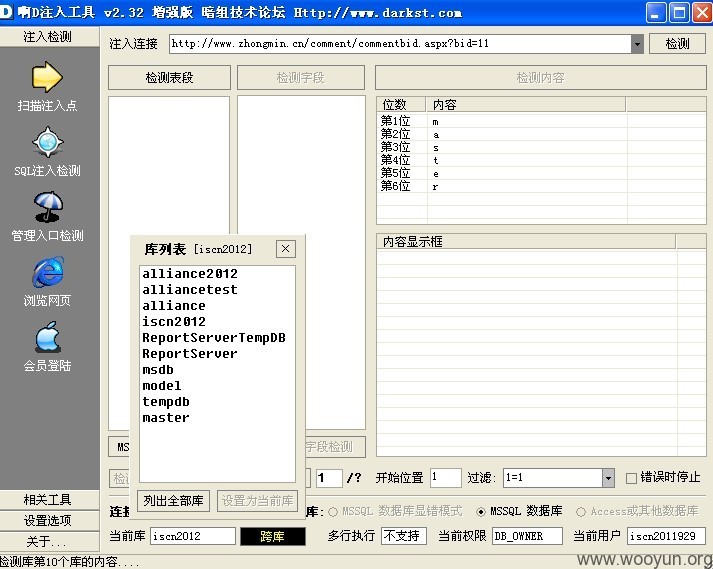 啊D注入工具 v2.32 增强版 暗组技术论坛 Http://www.darkst.com
注入检测
扫描注入点
SQL注入检测
管理入口检测
浏览网页
会员登陆
相关工具
设置选项
关于...
注入连接 http://www.zhongmin.cn/comment/commentbid.aspx?bid=11 检测
检测表段 检测字段 检测内容
位数 内容
第1位 m
第2位 a
第3位 s
第4位 t
第5位 e
第6位 r
内容显示框
库列表 [iscn2012]
alliance2012
alliancetest
alliance
iscn2012
ReportServerTempDB
ReportServer
msdb
model
tempdb
master
列出全部库 设置为当前库
MS
字段检测
检 1 /? 开始位置 1 过滤: 1=1 错误时停止
连接 库: MSSQL 数据库显错模式 MSSQL 数据库 Access或其他数据库
当前库 iscn2012 跨库 多行执行 不支持 当前权限 DB_OWNER 当前用户 iscn2011929
检测库第10个库的内容....
www.wooyun.org